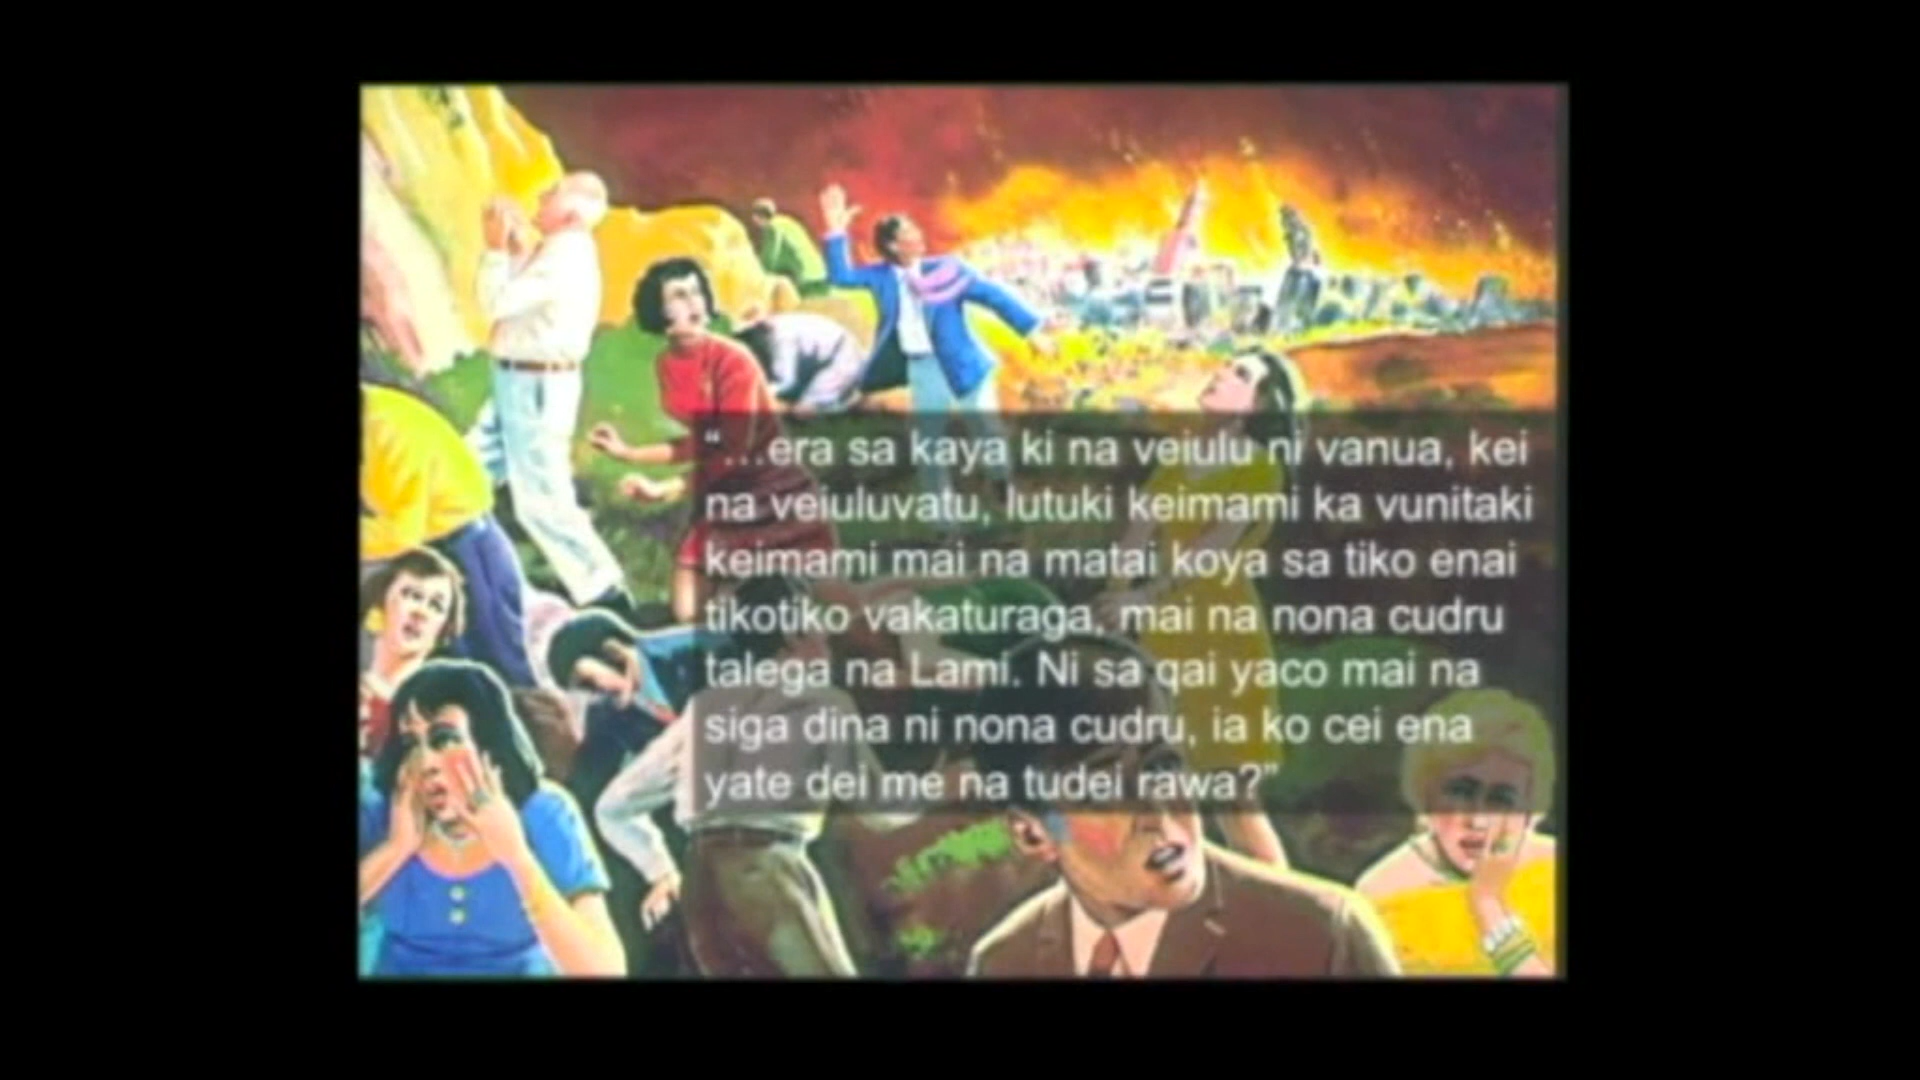 “…era sa kaya ki na veiulu ni vanua, kei
na veiuluvatu, lutuki keimami ka vunitaki
keimami mai na matai koya sa tiko enai
tikotiko vakaturaga, mai na nona cudru
talega na Lami. Ni sa qai yaco mai na
siga dina ni nona cudru, ia ko cei ena
yate dei me na tudei rawa?”